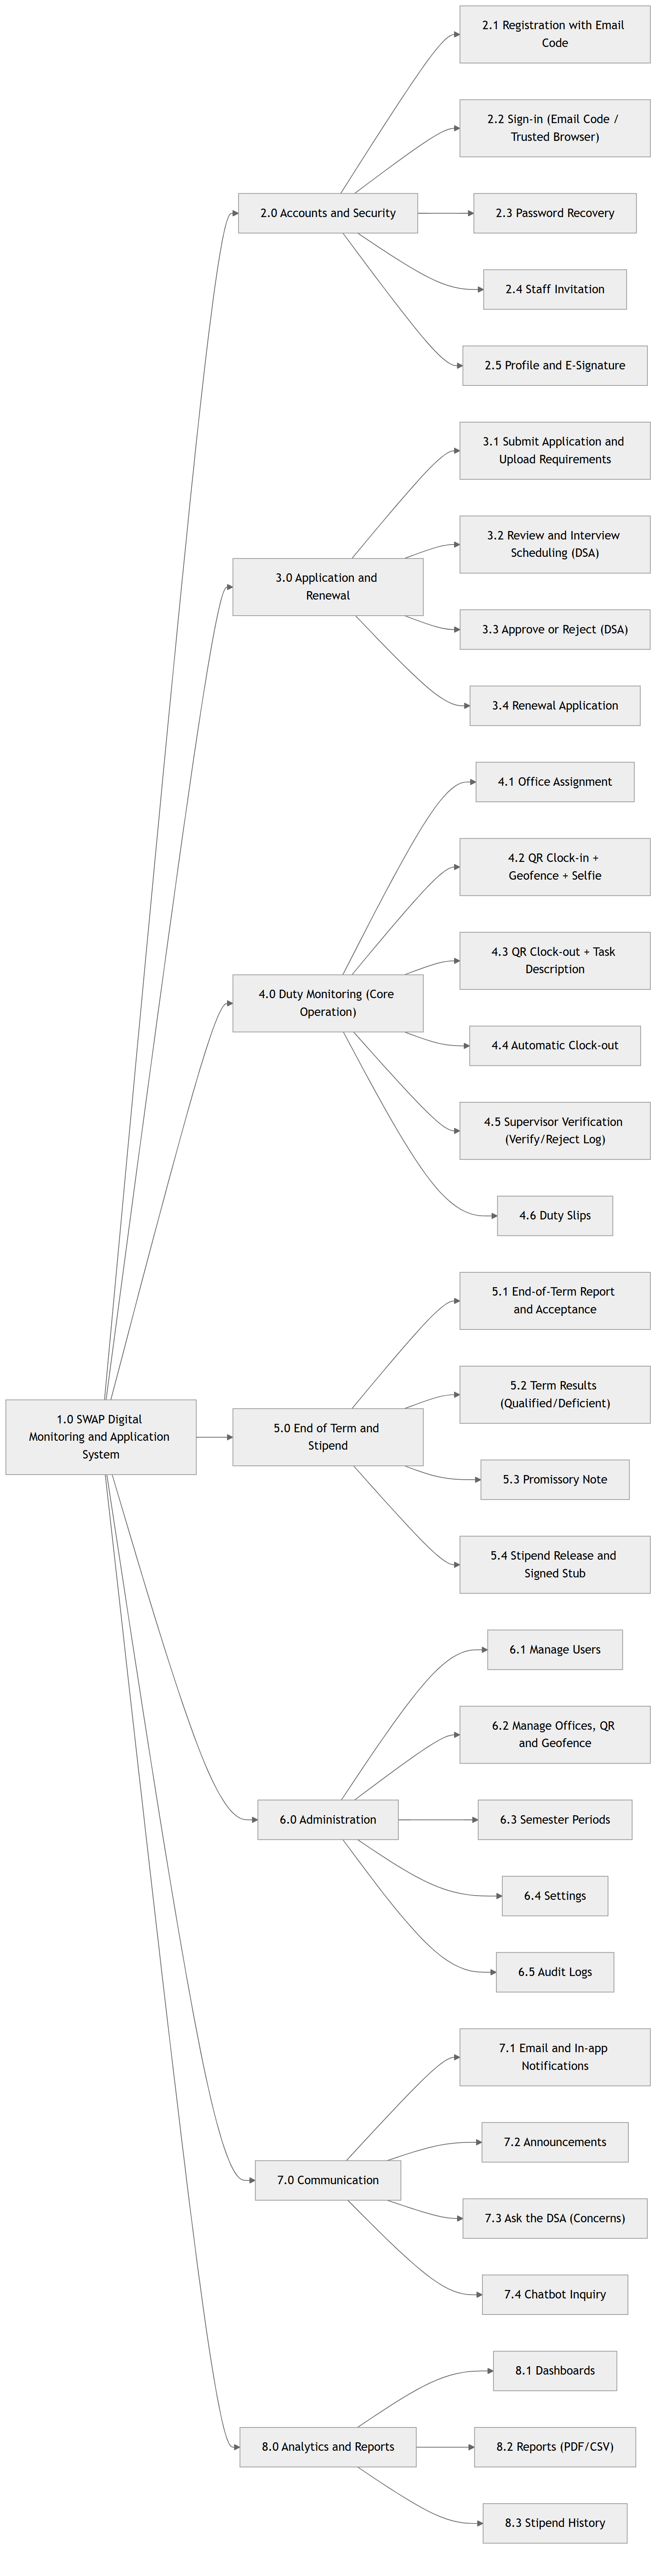 2.1 Registration with Email
Code
2.2 Sign-in (Email Code /
Trusted Browser)
2.0 Accounts and Security
2.3 Password Recovery
2.4 Staff Invitation
2.5 Profile and E-Signature
3.1 Submit Application and
Upload Requirements
3.2 Review and Interview
Scheduling (DSA)
3.0 Application and
Renewal
3.3 Approve or Reject (DSA)
3.4 Renewal Application
4.1 Office Assignment
4.2 QR Clock-in +
Geofence + Selfie
4.3 QR Clock-out + Task
Description
4.0 Duty Monitoring (Core
Operation)
4.4 Automatic Clock-out
4.5 Supervisor Verification
(Verify/Reject Log)
4.6 Duty Slips
5.1 End-of-Term Report
and Acceptance
5.2 Term Results
(Qualified/Deficient)
1.0 SWAP Digital
Monitoring and Application
System
5.0 End of Term and
Stipend
5.3 Promissory Note
5.4 Stipend Release and
Signed Stub
6.1 Manage Users
6.2 Manage Offices, QR
and Geofence
6.0 Administration
6.3 Semester Periods
6.4 Settings
6.5 Audit Logs
7.1 Email and In-app
Notifications
7.2 Announcements
7.0 Communication
7.3 Ask the DSA (Concerns)
7.4 Chatbot Inquiry
8.1 Dashboards
8.0 Analytics and Reports
8.2 Reports (PDF/CSV)
8.3 Stipend History